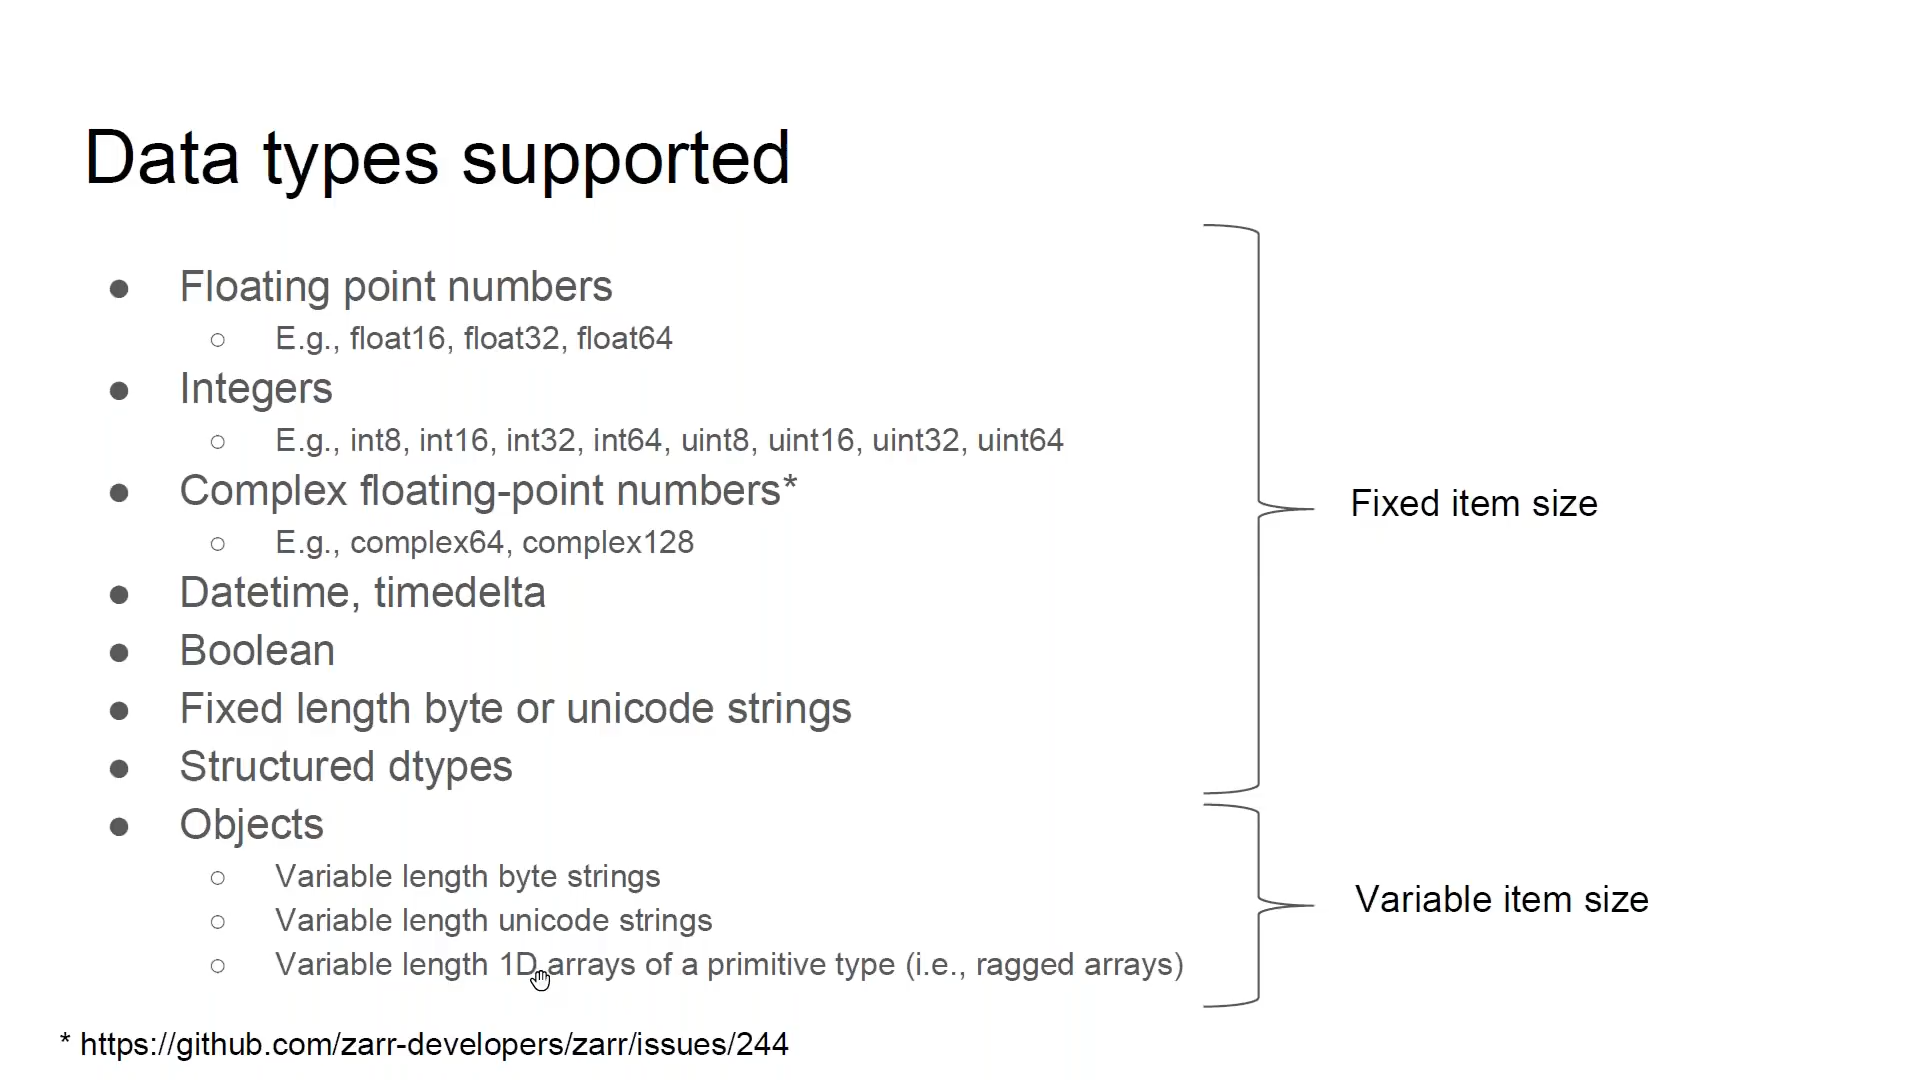 Data types supported
● Floating point numbers
○ E.g., float16, float32, float64
● Integers
○ E.g., int8, int16, int32, int64, uint8, uint16, uint32, uint64
● Complex floating-point numbers*
○ E.g., complex64, complex128
● Datetime, timedelta
● Boolean
● Fixed length byte or unicode strings
● Structured dtypes
● Objects
○ Variable length byte strings
○ Variable length unicode strings
○ Variable length 1D arrays of a primitive type (i.e., ragged arrays)
Fixed item size
Variable item size
* https://github.com/zarr-developers/zarr/issues/244